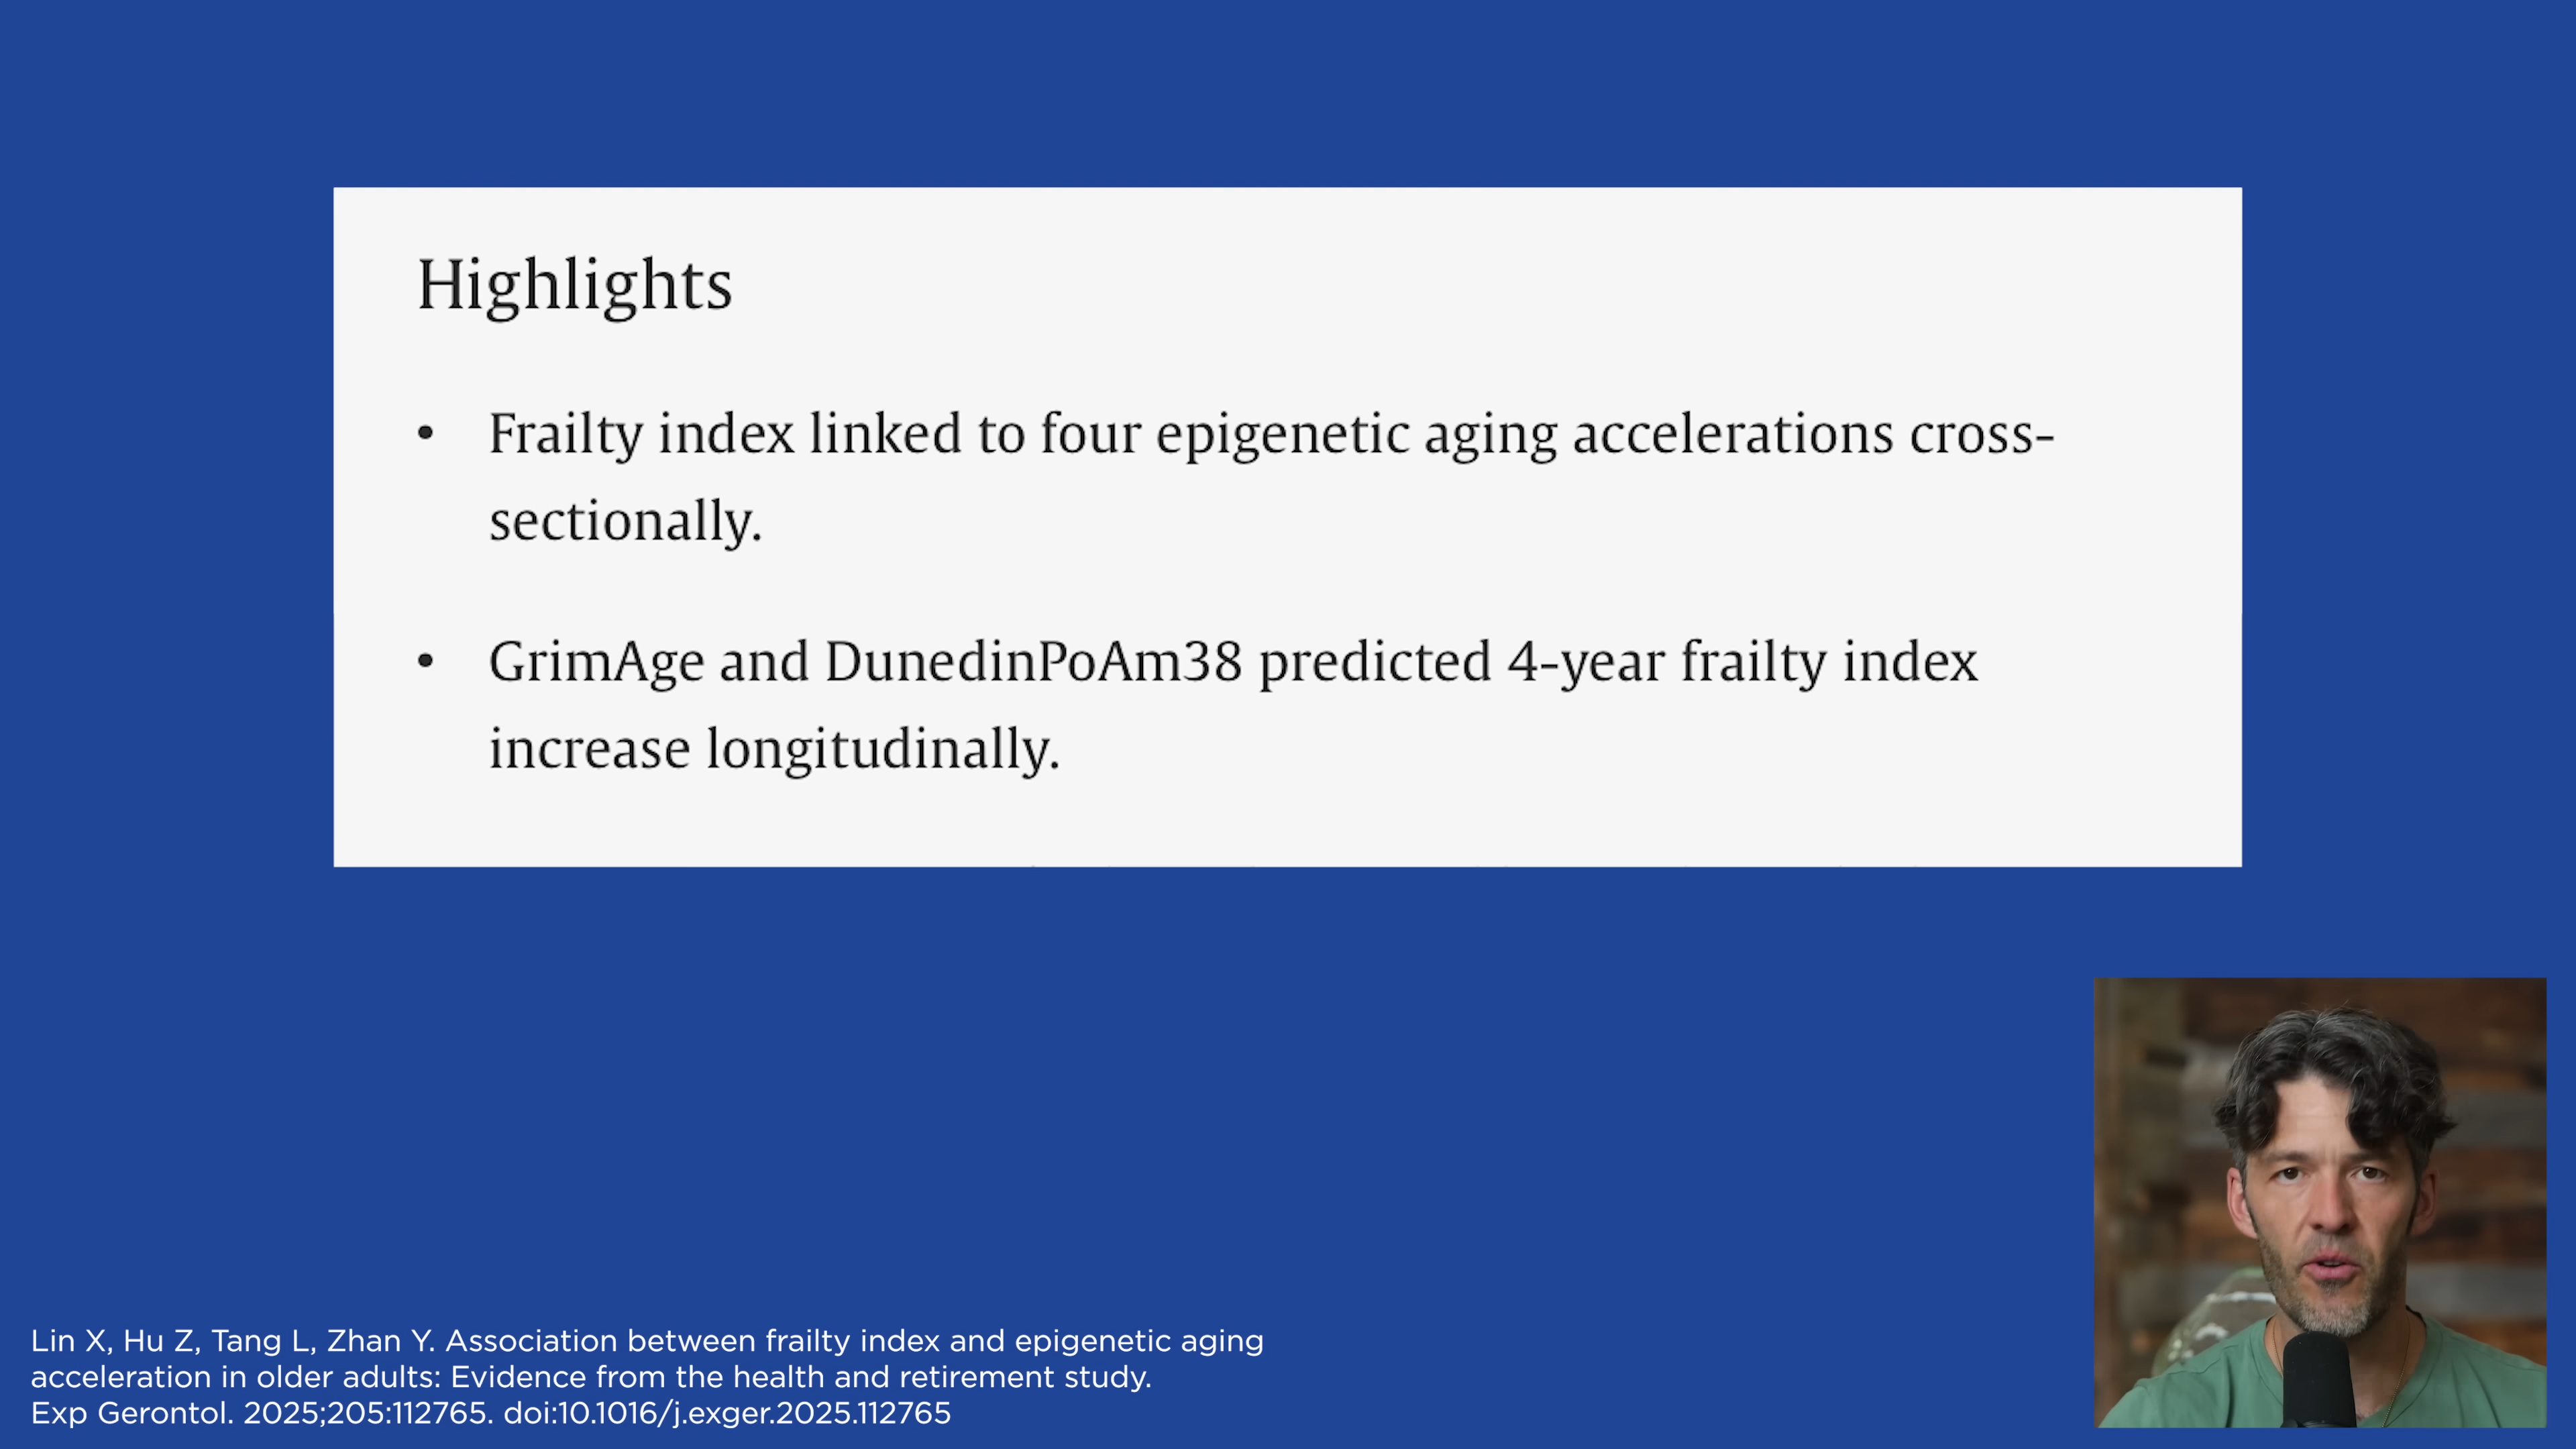 Highlights
• Frailty index linked to four epigenetic aging accelerations cross-
sectionally.
• GrimAge and DunedinPoAm38 predicted 4-year frailty index
increase longitudinally.
Lin X, Hu Z, Tang L, Zhan Y. Association between frailty index and epigenetic aging
acceleration in older adults: Evidence from the health and retirement study.
Exp Gerontol. 2025;205:112765. doi:10.1016/j.exger.2025.112765